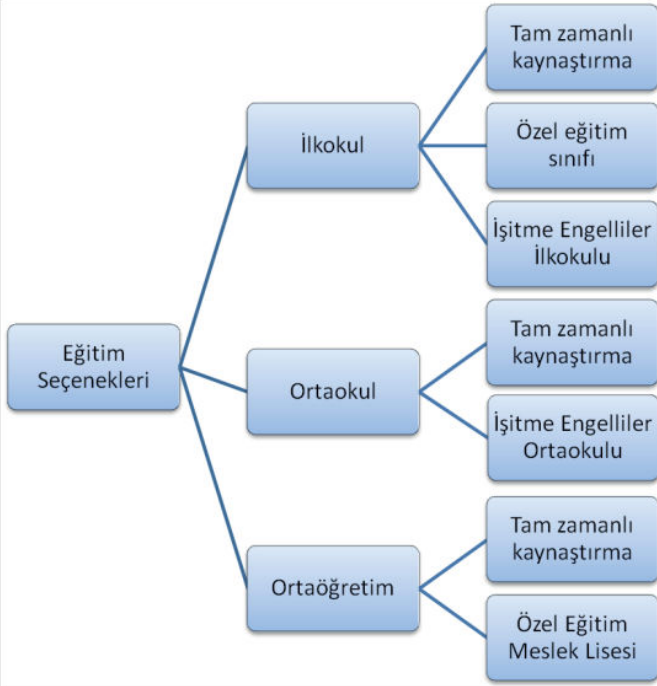 Eğitim
Seçenekleri
İlkokul
Tam zamanlı
kaynaştırma
Özel eğitim
sınıfı
İşitme Engelliler
İlkokulu
Ortaokul
Tam zamanlı
kaynaştırma
İşitme Engelliler
Ortaokulu
Ortaöğretim
Tam zamanlı
kaynaştırma
Özel Eğitim
Meslek Lisesi